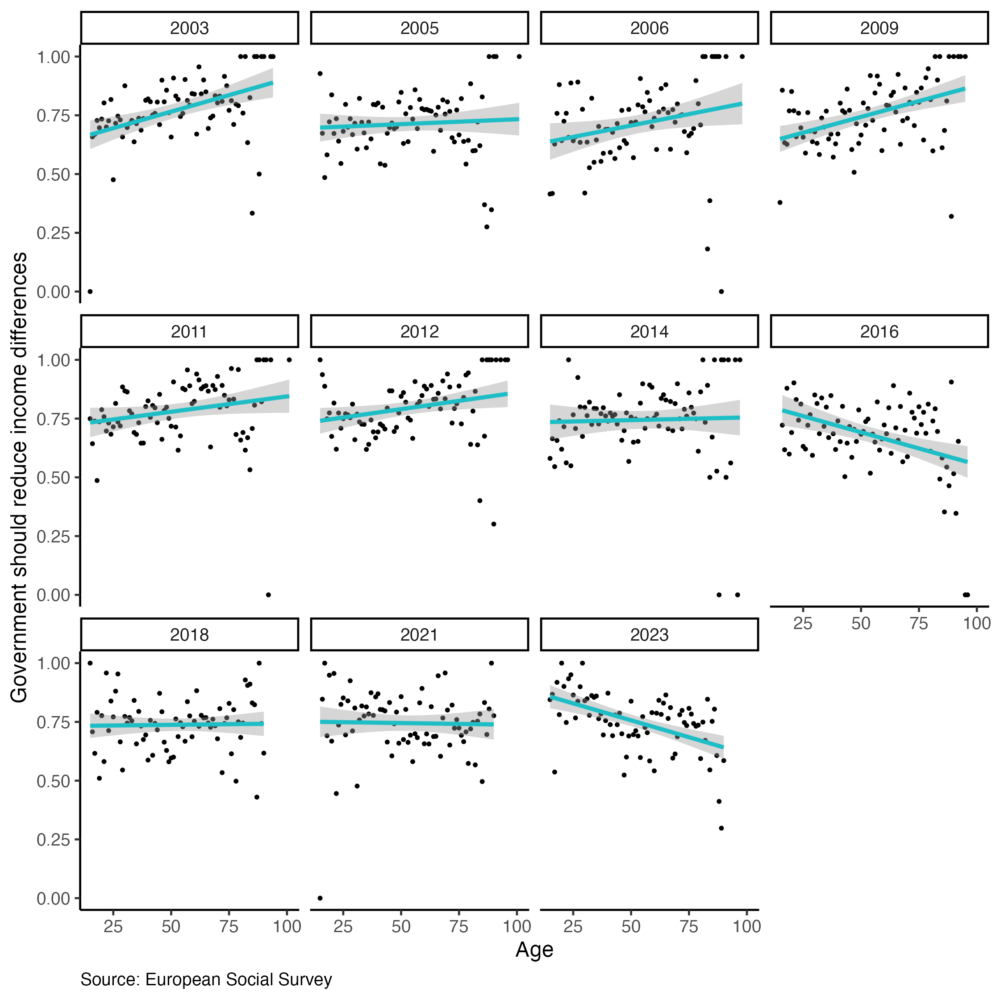 2003 2005 2006 2009
1.00
0.75
0.50
0.25
0.00
2011 2012 2014 2016
1.00
0.75
0.50
0.25
0.00
25 50 75 100
2018 2021 2023
1.00
0.75
0.50
0.25
0.00
25 50 75 100 25 50 75 100 25 50 75 100
Government should reduce income differences
Age
Source: European Social Survey